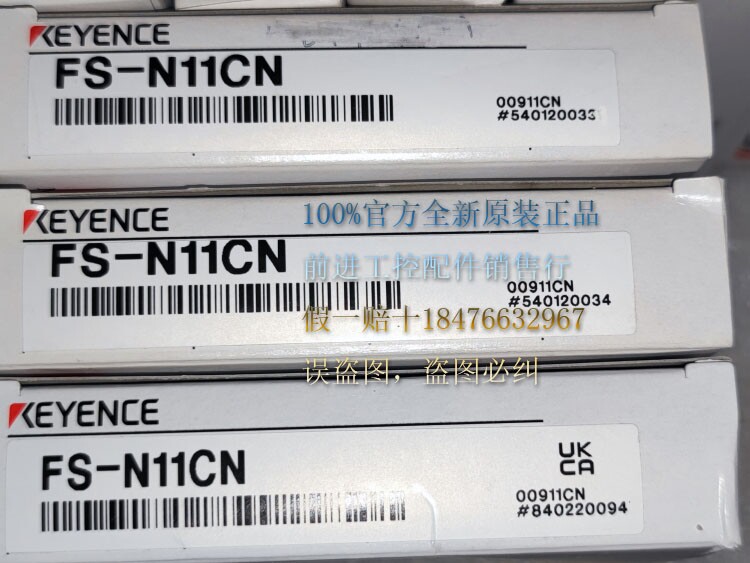 KEYENCE
FS-N11CN
00911CN
#540120033
KEYENCE
100%官方全新原装正品
FS-N11CN
前进工控配件销售行
00911CN
#540120034
假一赔十18476632967
误盗图，盗图必纠
KEYENCE
FS-N11CN
UK
CA
00911CN
#840220094